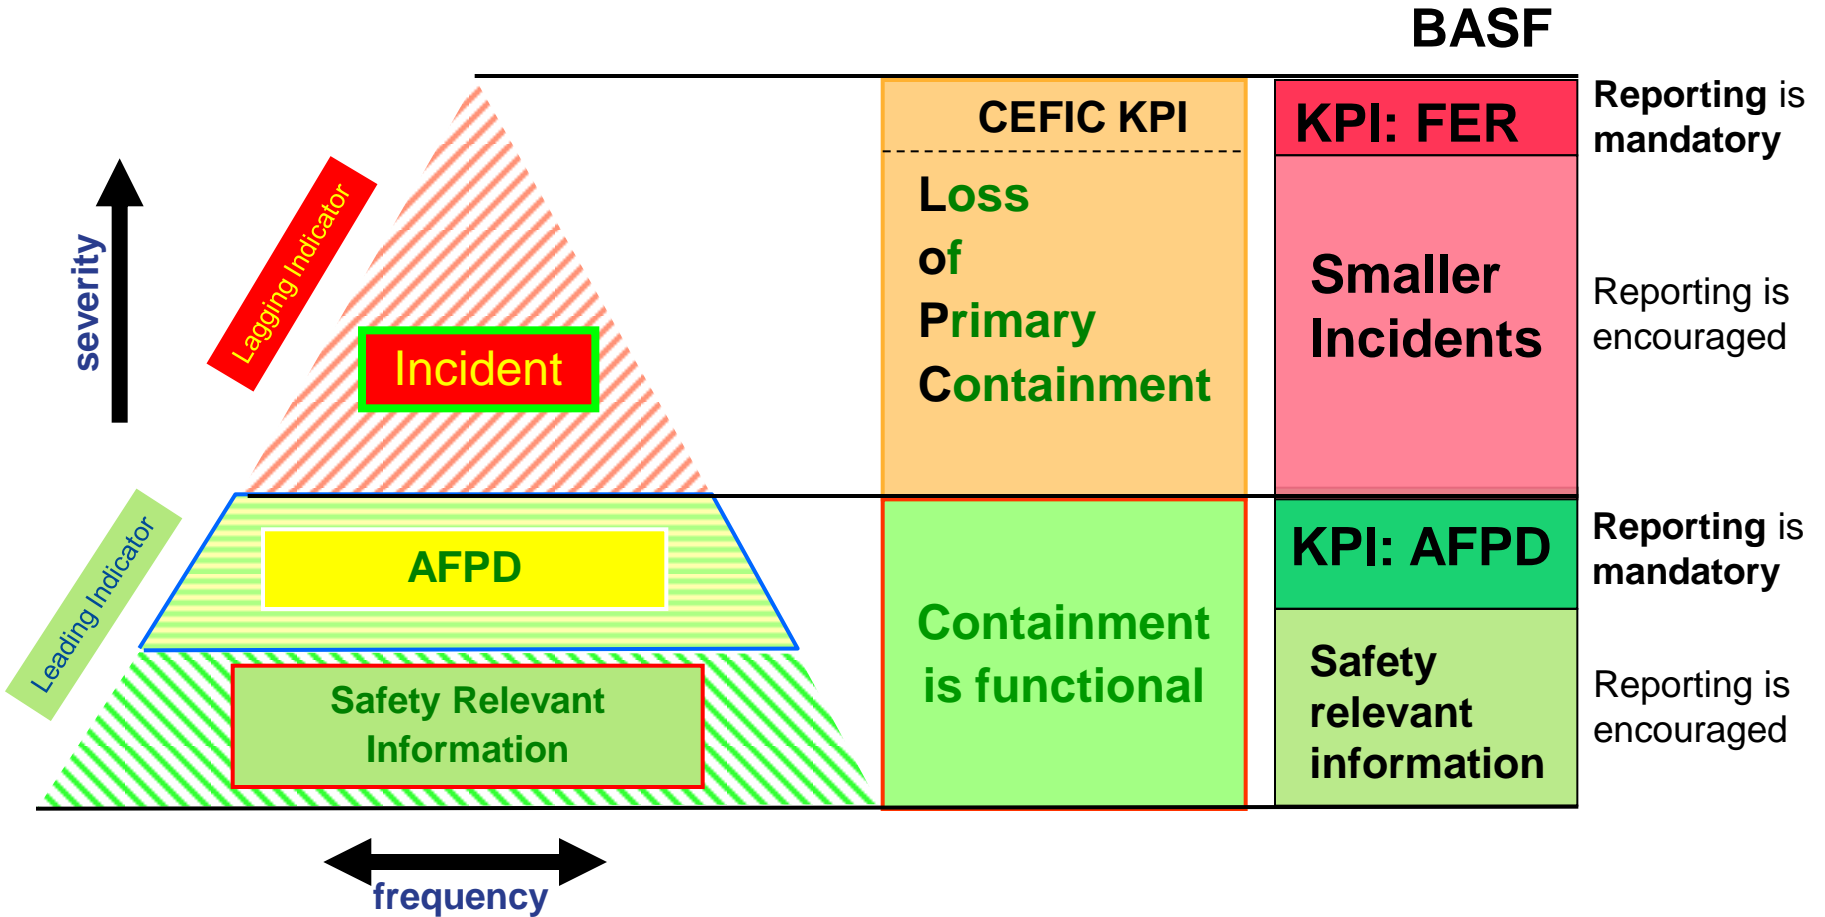 BASF
severity
Lagging Indicator
Incident
Leading Indicator
AFPD
Safety Relevant
Information
frequency
CEFIC KPI
Loss
of
Primary
Containment
Containment
is functional
KPI: FER
Smaller
Incidents
KPI: AFPD
Safety
relevant
information
Reporting is
mandatory
Reporting is
encouraged
Reporting is
mandatory
Reporting is
encouraged